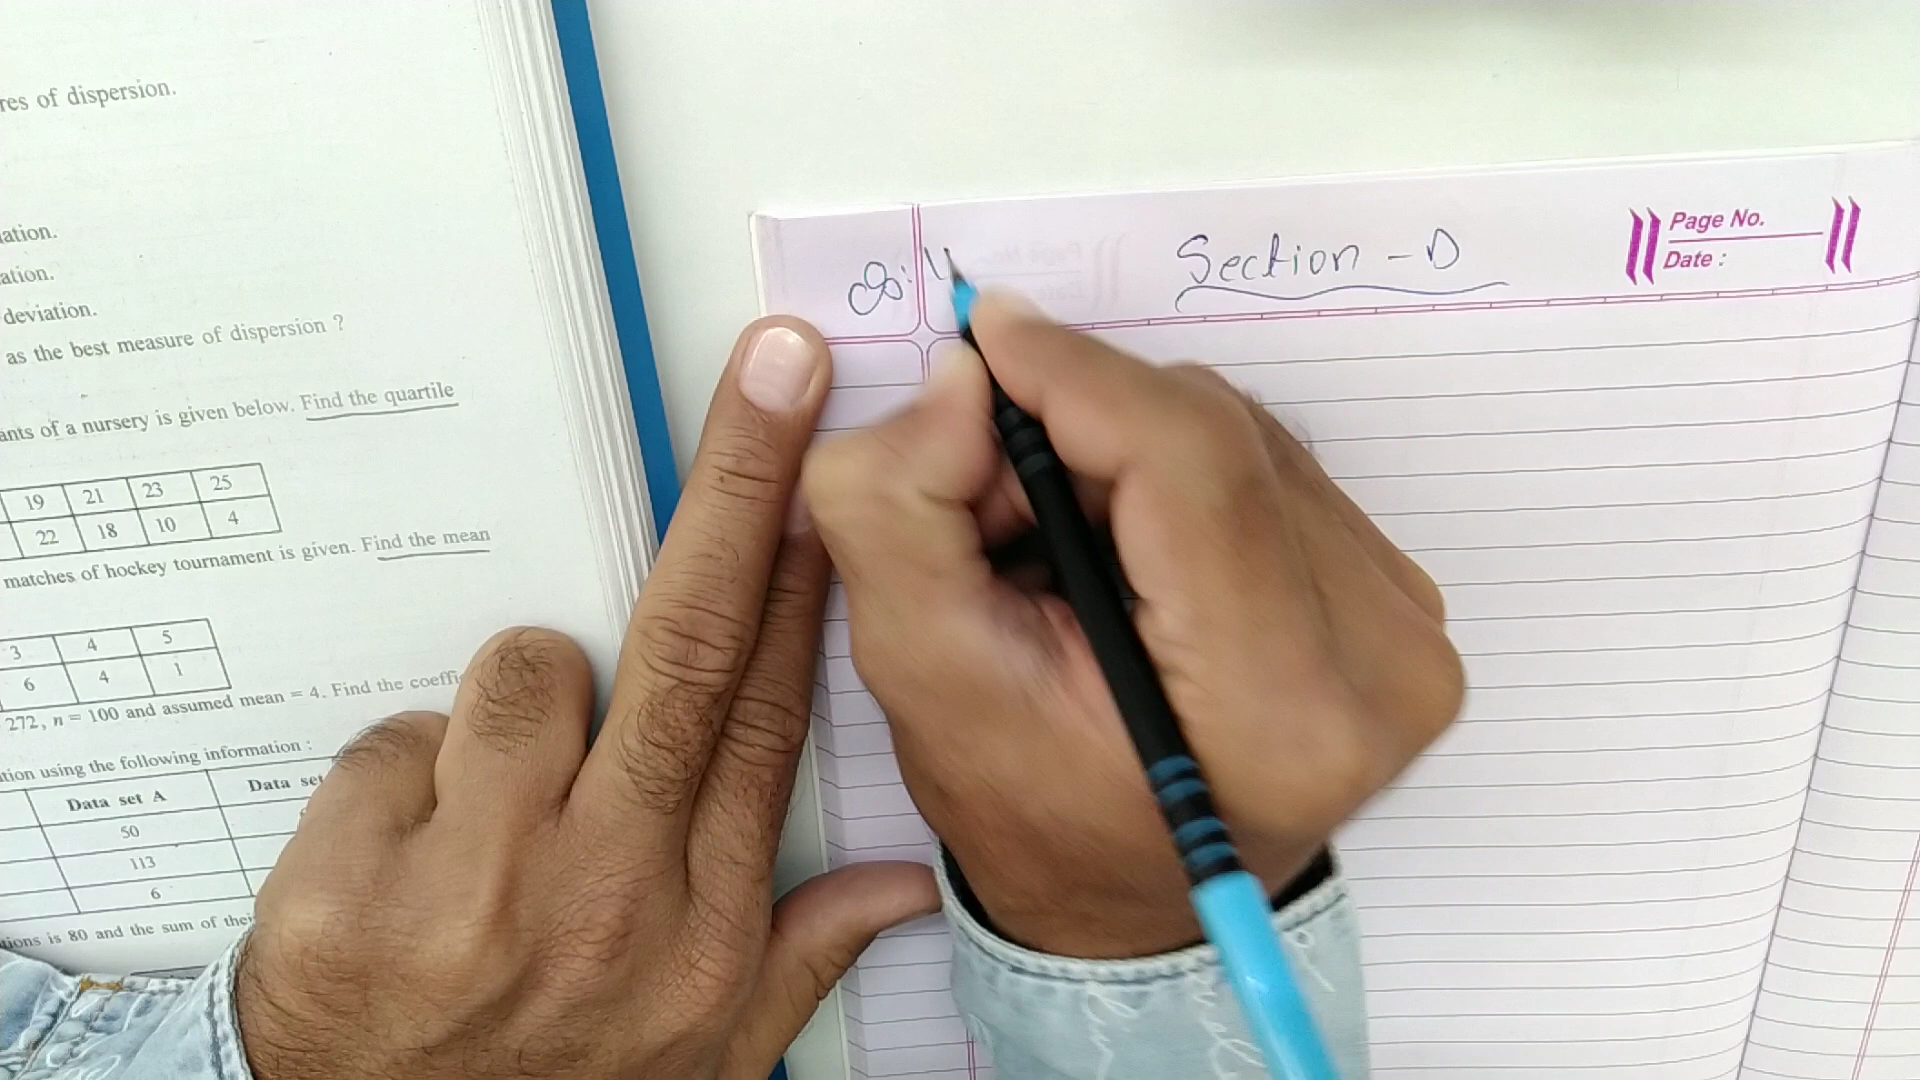 res of dispersion.
ation.
ation.
deviation.
as the best measure of dispersion ?
ants of a nursery is given below. Find the quartile
19 21 23 25
22 18 10 4
matches of hockey tournament is given. Find the mean
3 4 5
6 4 1
272, n = 100 and assumed mean = 4. Find the coeffi
tion using the following information :
Data set A Data set
50
113
6
tions is 80 and the sum of thei
Section - D
Page No.
Date :